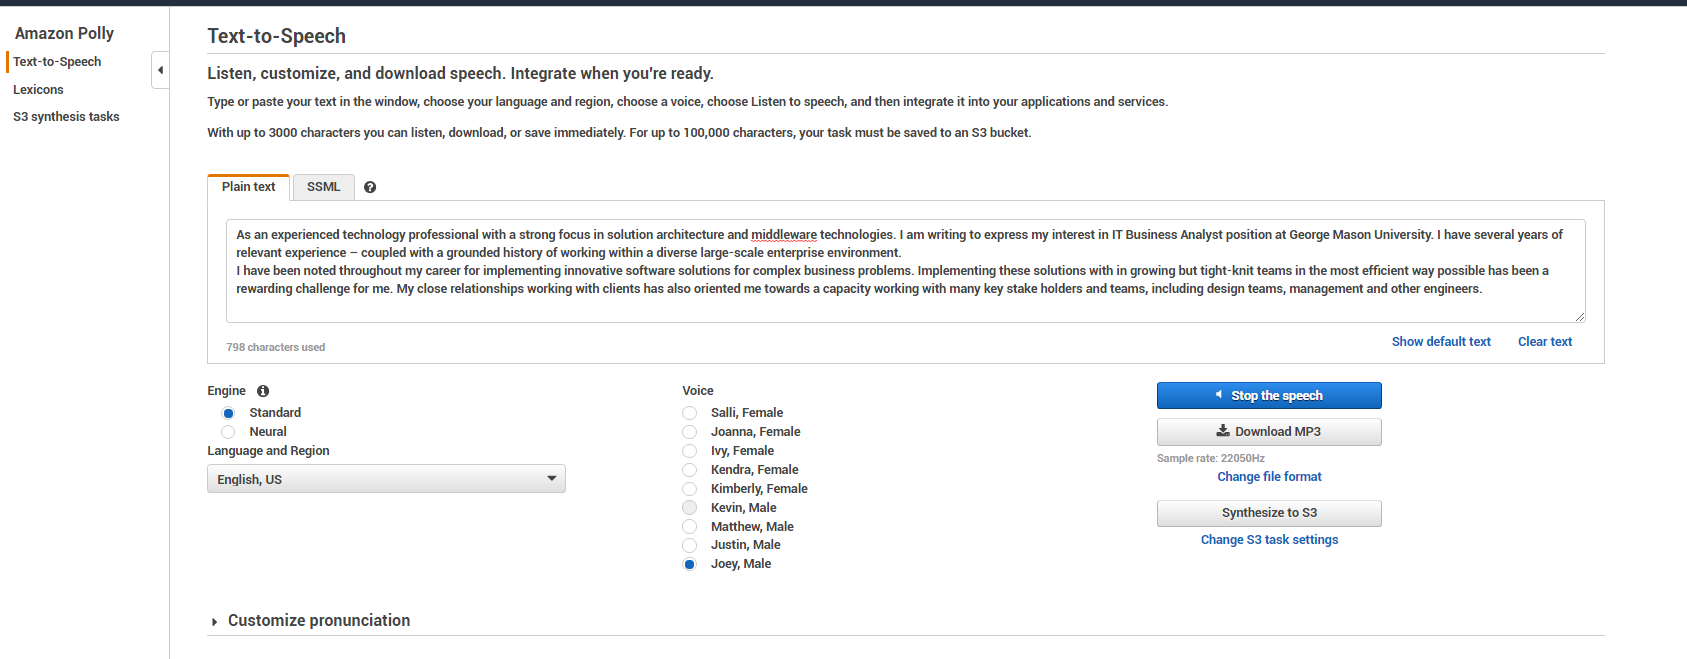 Amazon Polly
Text-to-Speech
Lexicons
S3 synthesis tasks
Text-to-Speech
Listen, customize, and download speech. Integrate when you're ready.
Type or paste your text in the window, choose your language and region, choose a voice, choose Listen to speech, and then integrate it into your applications and services.
With up to 3000 characters you can listen, download, or save immediately. For up to 100,000 characters, your task must be saved to an S3 bucket.
Plain text
SSML
As an experienced technology professional with a strong focus in solution architecture and middleware technologies. I am writing to express my interest in IT Business Analyst position at George Mason University. I have several years of
relevant experience – coupled with a grounded history of working within a diverse large-scale enterprise environment.
I have been noted throughout my career for implementing innovative software solutions for complex business problems. Implementing these solutions with in growing but tight-knit teams in the most efficient way possible has been a
rewarding challenge for me. My close relationships working with clients has also oriented me towards a capacity working with many key stake holders and teams, including design teams, management and other engineers.
798 characters used
Show default text
Clear text
Engine
Standard
Neural
Language and Region
English, US
Voice
Salli, Female
Joanna, Female
Ivy, Female
Kendra, Female
Kimberly, Female
Kevin, Male
Matthew, Male
Justin, Male
Joey, Male
Stop the speech
Download MP3
Sample rate: 22050Hz
Change file format
Synthesize to S3
Change S3 task settings
Customize pronunciation